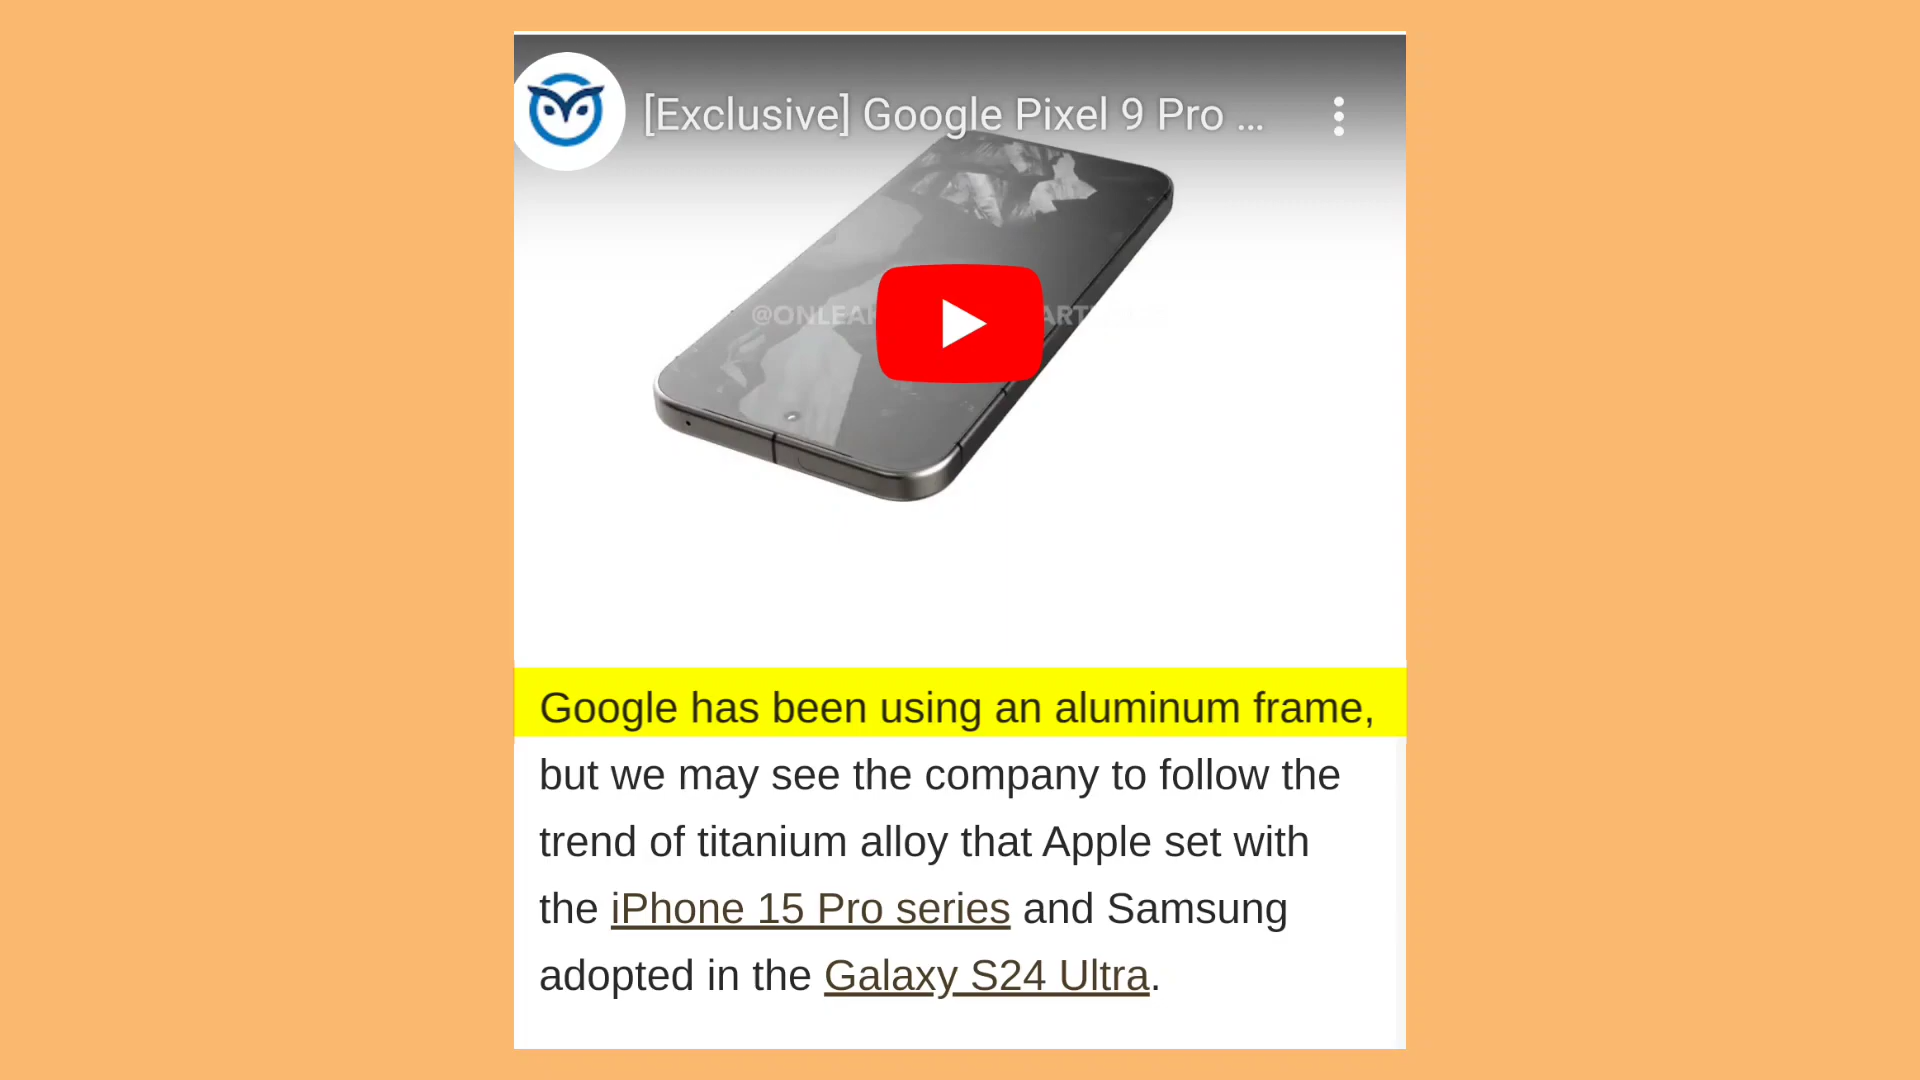 [Exclusive] Google Pixel 9 Pro ...
@ONLEA
ART
Google has been using an aluminum frame,
but we may see the company to follow the
trend of titanium alloy that Apple set with
the iPhone 15 Pro series and Samsung
adopted in the Galaxy S24 Ultra.